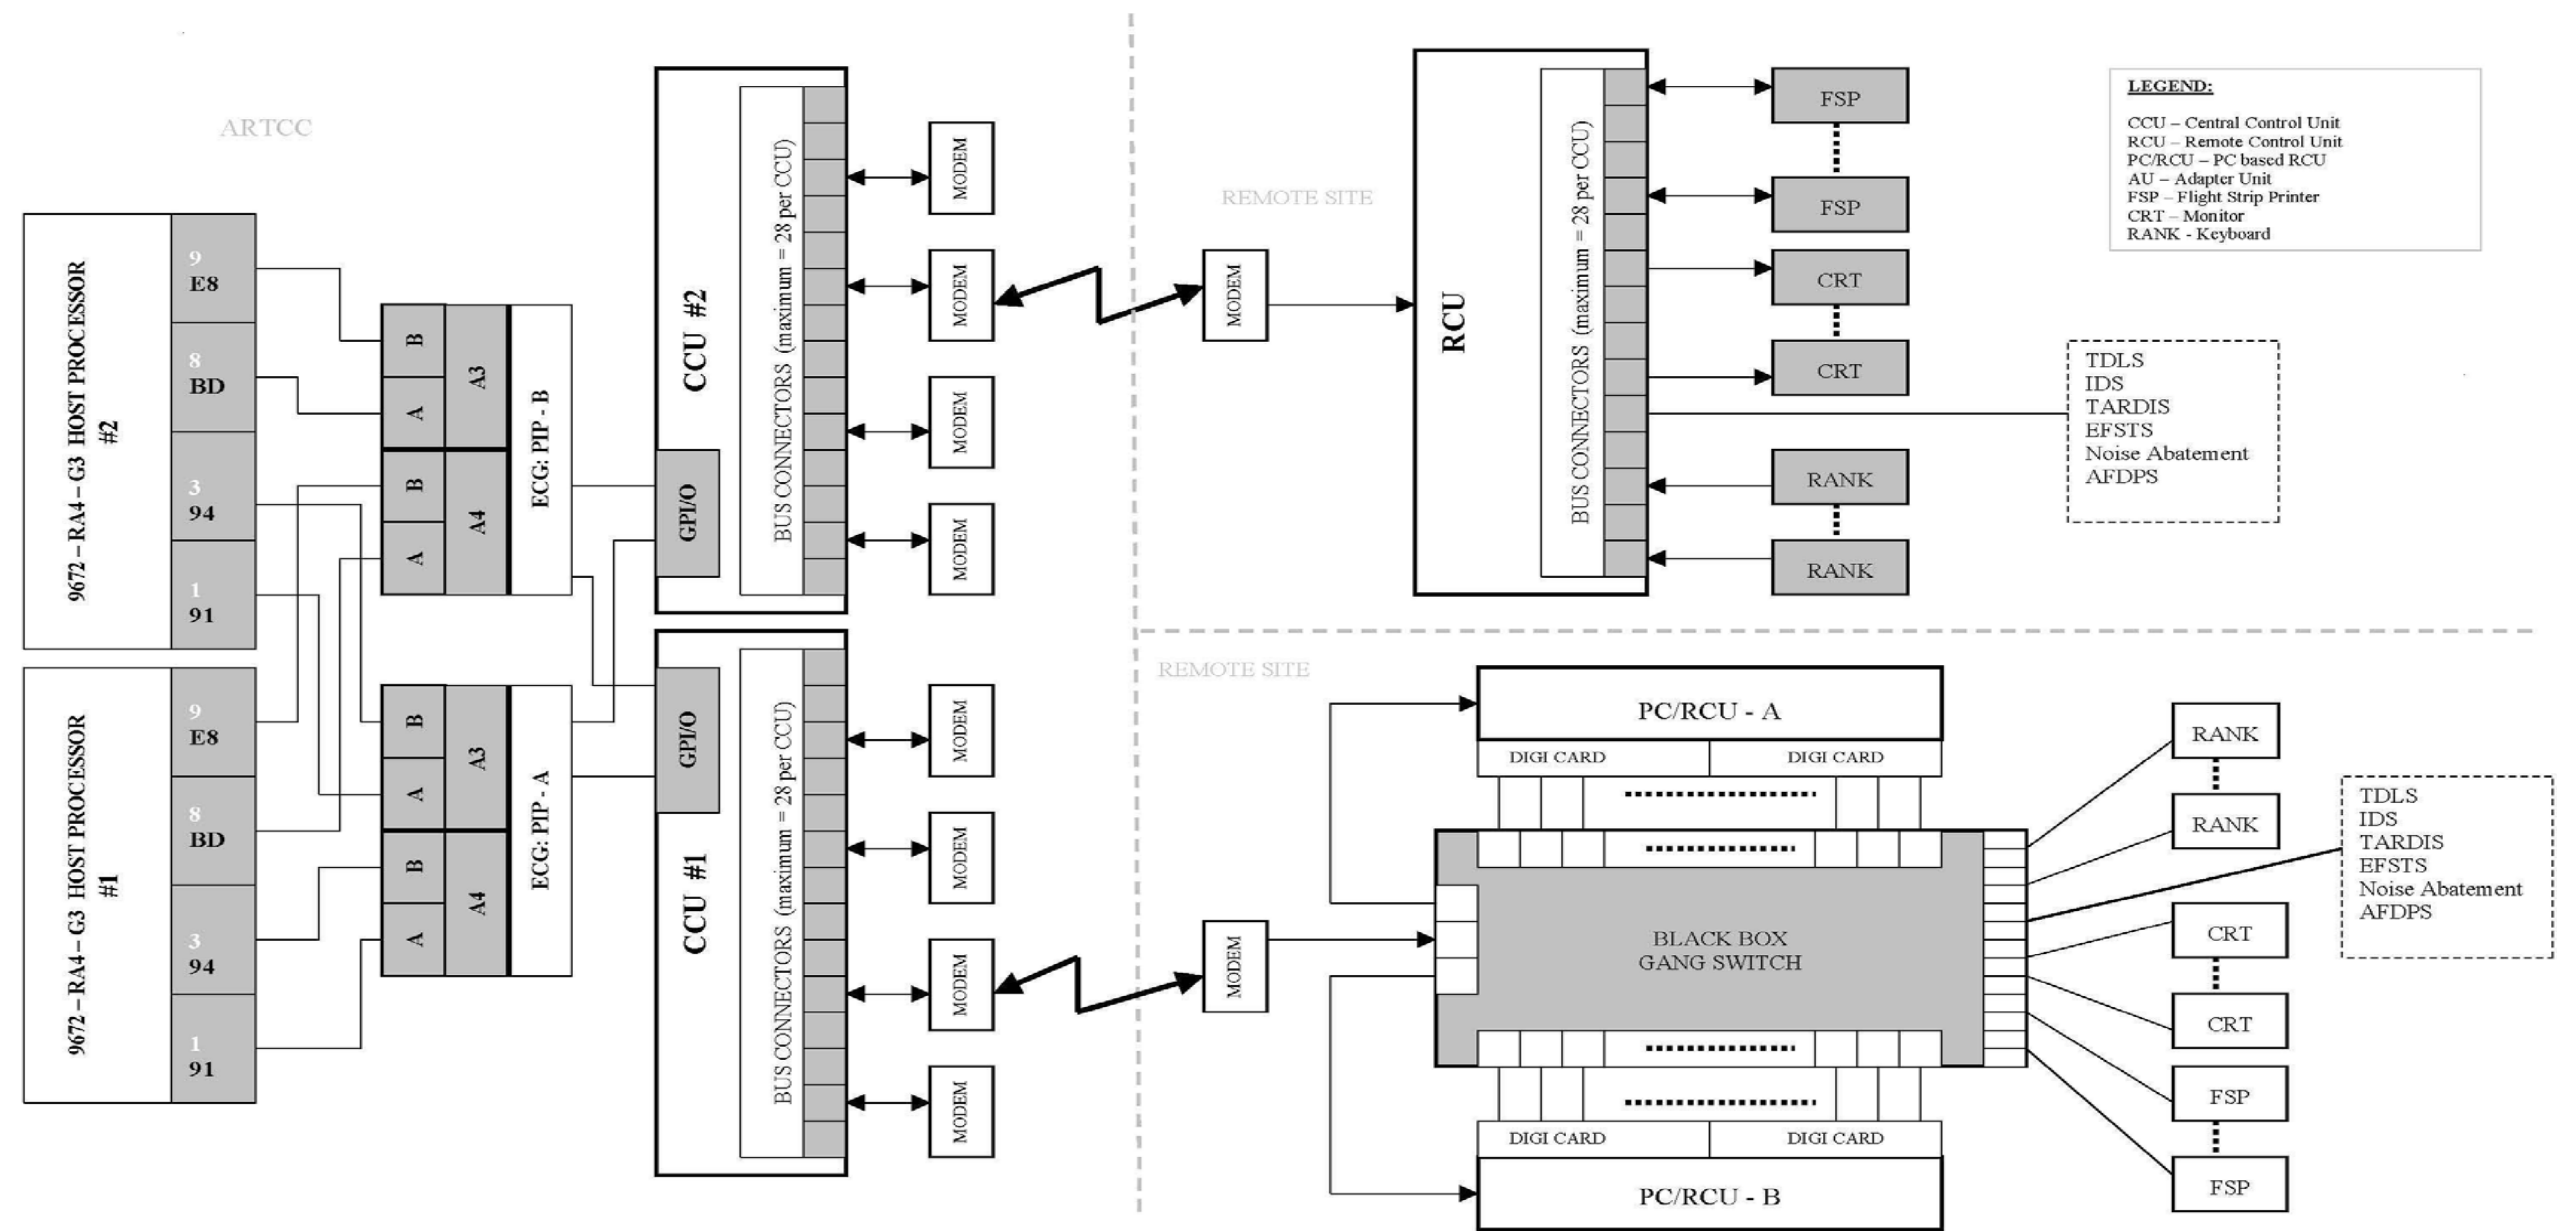 ARTCC
9672 – RA4 – G3 HOST PROCESSOR
#2
9
E8
8
BD
3
94
1
91
9672 – RA4 – G3 HOST PROCESSOR
#1
9
E8
8
BD
3
94
1
91
B
A
A3
B
A
A4
ECG: PIP - B
B
A
A3
B
A
A4
ECG: PIP - A
CCU #2
GPI/O
BUS CONNECTORS (maximum = 28 per CCU)
MODEM
MODEM
MODEM
MODEM
CCU #1
GPI/O
BUS CONNECTORS (maximum = 28 per CCU)
MODEM
MODEM
MODEM
MODEM
REMOTE SITE
MODEM
RCU
BUS CONNECTORS (maximum = 28 per CCU)
FSP
FSP
CRT
CRT
RANK
RANK
TDLS
IDS
TARDIS
EFSTS
Noise Abatement
AFDPS
LEGEND:
CCU – Central Control Unit
RCU – Remote Control Unit
PC/RCU – PC based RCU
AU – Adapter Unit
FSP – Flight Strip Printer
CRT – Monitor
RANK - Keyboard
REMOTE SITE
MODEM
PC/RCU - A
DIGI CARD
DIGI CARD
BLACK BOX
GANG SWITCH
DIGI CARD
DIGI CARD
PC/RCU - B
RANK
RANK
CRT
CRT
FSP
FSP
TDLS
IDS
TARDIS
EFSTS
Noise Abatement
AFDPS